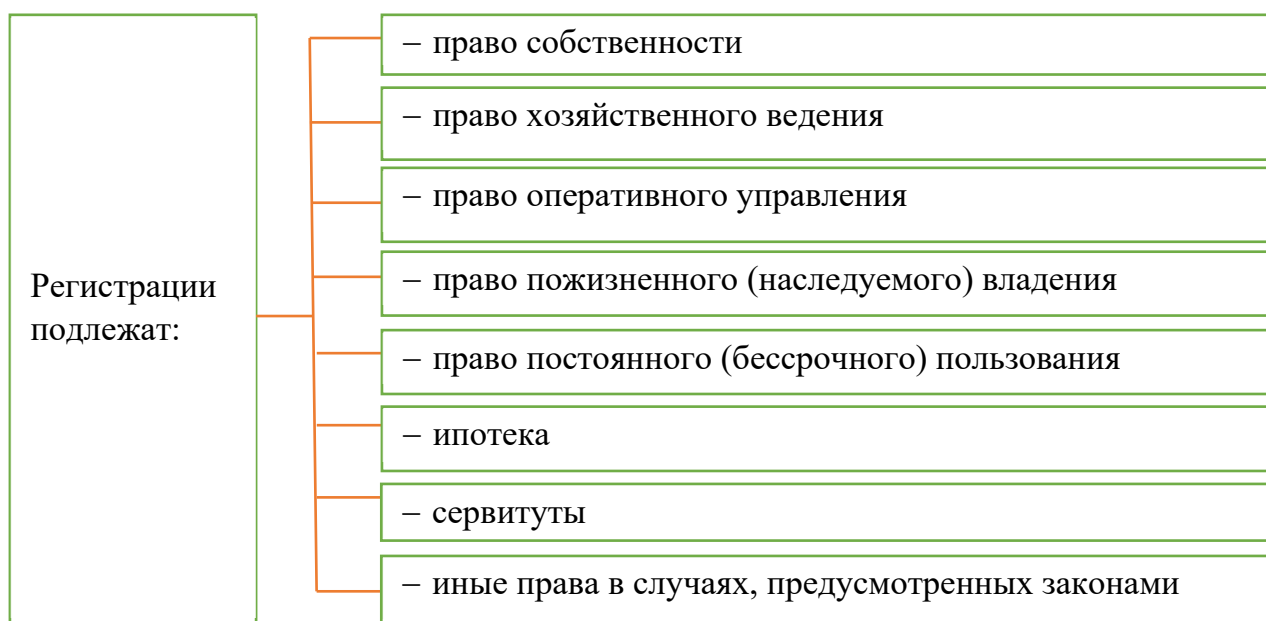 Регистрации
подлежат:
– право собственности
– право хозяйственного ведения
– право оперативного управления
– право пожизненного (наследуемого) владения
– право постоянного (бессрочного) пользования
– ипотека
– сервитуты
– иные права в случаях, предусмотренных законами